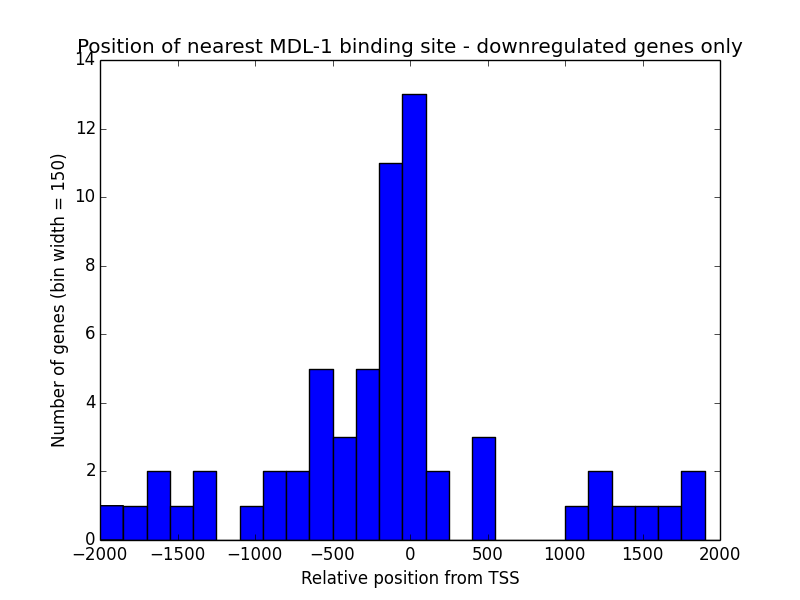 Position of nearest MDL-1 binding site - downregulated genes only
14
12
10
8
6
4
2
0
Number of genes (bin width = 150)
−2000 −1500 −1000 −500 0 500 1000 1500 2000
Relative position from TSS